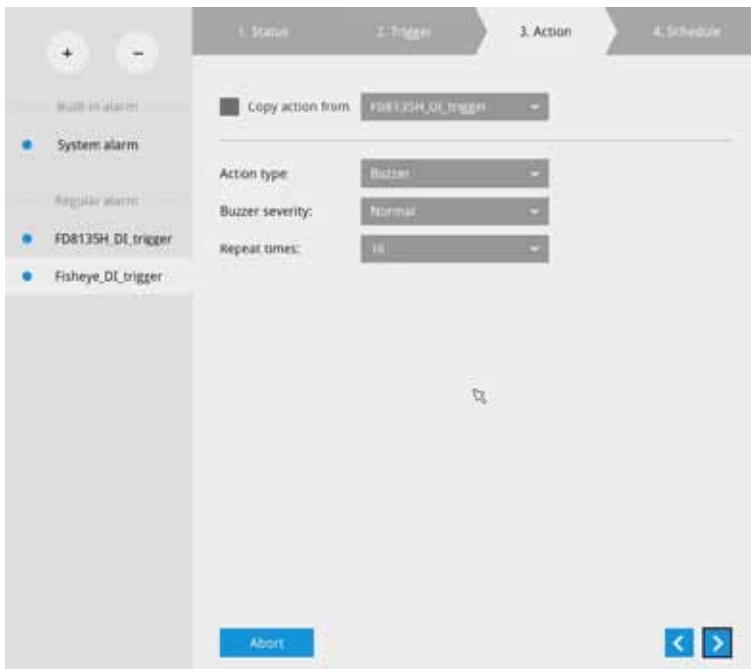 + -
1. Status 2. Trigger 3. Action 4. Schedule
Built-in alarm
System alarm
Regular alarm
FD8135H_DI_trigger
Fisheye_DI_trigger
Copy action from FD8135H_DI_trigger
Action type: Buzzer
Buzzer severity: Normal
Repeat times: 10
Abort